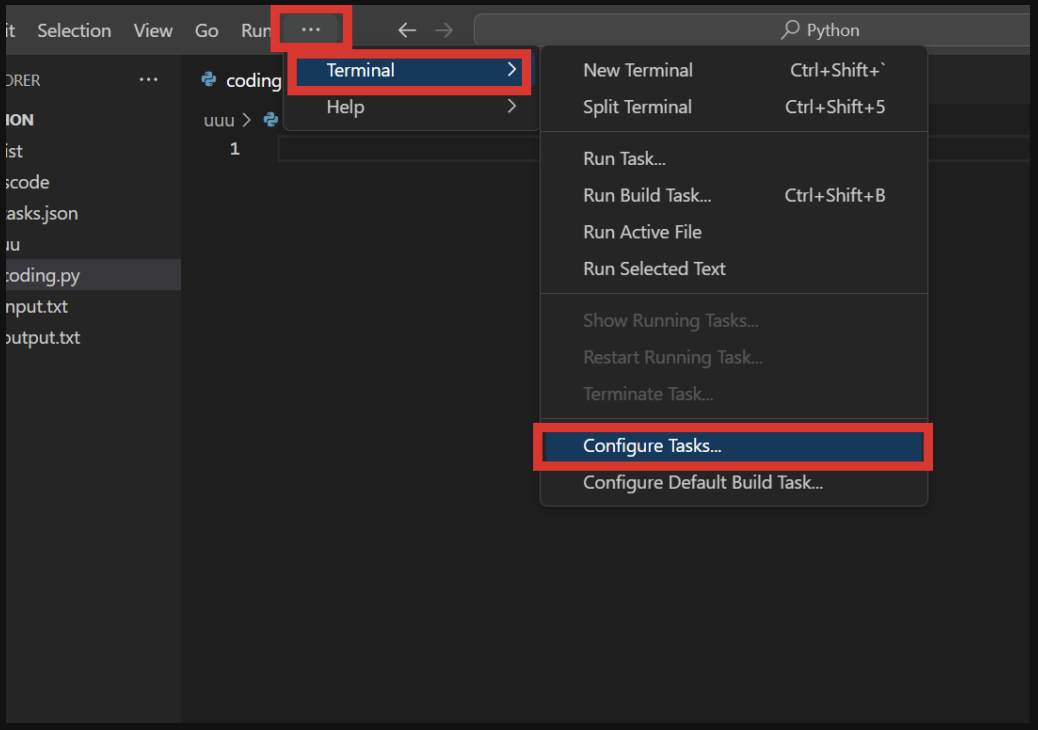 it Selection View Go Run ... Python
ORER ...
ION
ist
scode
asks.json
uu
coding.py
nput.txt
output.txt
coding
uuu >
1
Terminal >
Help >
New Terminal Ctrl+Shift+`
Split Terminal Ctrl+Shift+5
Run Task...
Run Build Task... Ctrl+Shift+B
Run Active File
Run Selected Text
Show Running Tasks...
Restart Running Task...
Terminate Task...
Configure Tasks...
Configure Default Build Task...